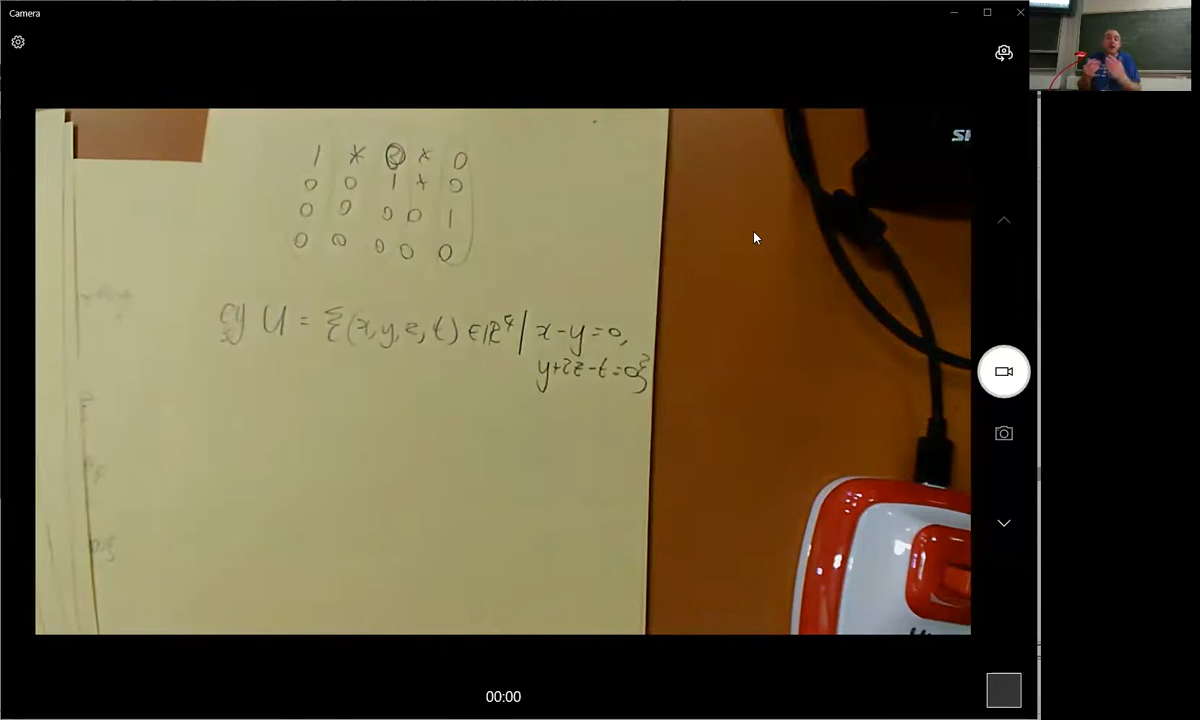 Camera
SK
1 * 0 * 0
0 0 1 * 0
0 0 0 0 1
0 0 0 0 0
U = {(x,y,z,t) ∈ ℝ⁴ | x-y=0,
y+2z-t=0}
00:00